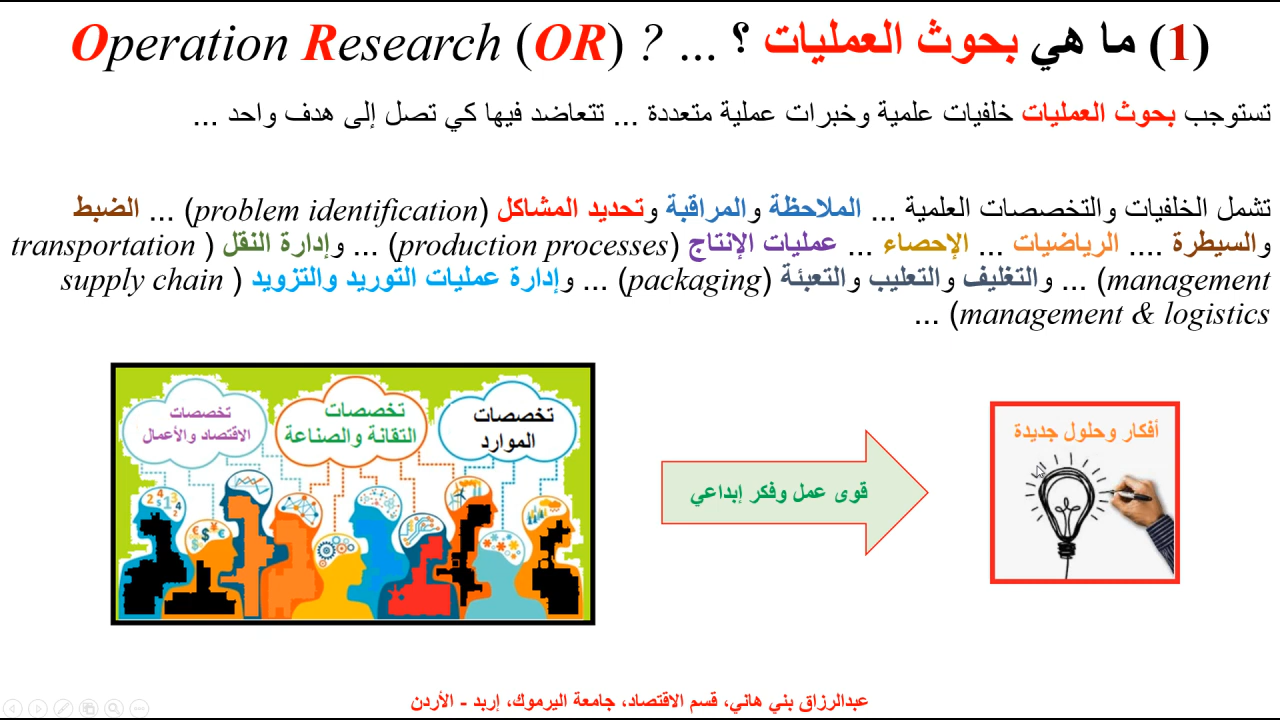 (1) ما هي بحوث العمليات ؟ ... Operation Research (OR) ?
تستوجب بحوث العمليات خلفيات علمية وخبرات عملية متعددة ... تتعاضد فيها كي تصل إلى هدف واحد ...
تشمل الخلفيات والتخصصات العلمية ... الملاحظة والمراقبة وتحديد المشاكل (problem identification) ... الضبط
والسيطرة .... الرياضيات ... الإحصاء ... عمليات الإنتاج (production processes) ... وإدارة النقل (transportation
management) ... والتغليف والتعليب والتعبئة (packaging) ... وإدارة عمليات التوريد والتزويد (supply chain
management & logistics) ...
تخصصات
الموارد
تخصصات
التقانة والصناعة
تخصصات
الاقتصاد والأعمال
قوى عمل وفكر إبداعي
أفكار وحلول جديدة
عبدالرزاق بني هاني، قسم الاقتصاد، جامعة اليرموك، إربد - الأردن